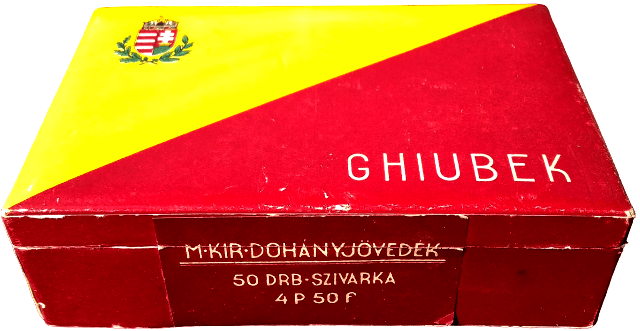 GHIUBEK
M·KIR·DOHÁNYJÖVEDÉK
50 DRB·SZIVARKA
4 P 50 f